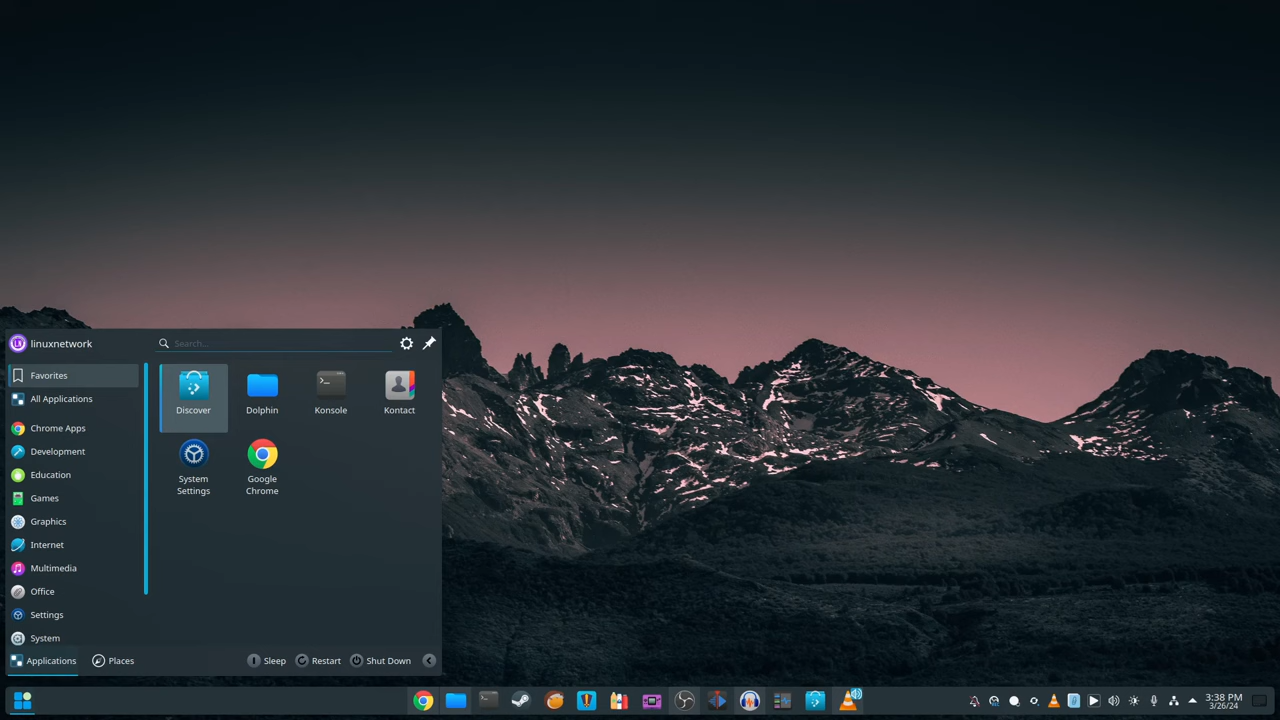 linuxnetwork
Search...
Favorites
All Applications
Chrome Apps
Development
Education
Games
Graphics
Internet
Multimedia
Office
Settings
System
Discover
Dolphin
Konsole
Kontact
System
Settings
Google
Chrome
Applications
Places
Sleep
Restart
Shut Down
3:38 PM
3/26/24